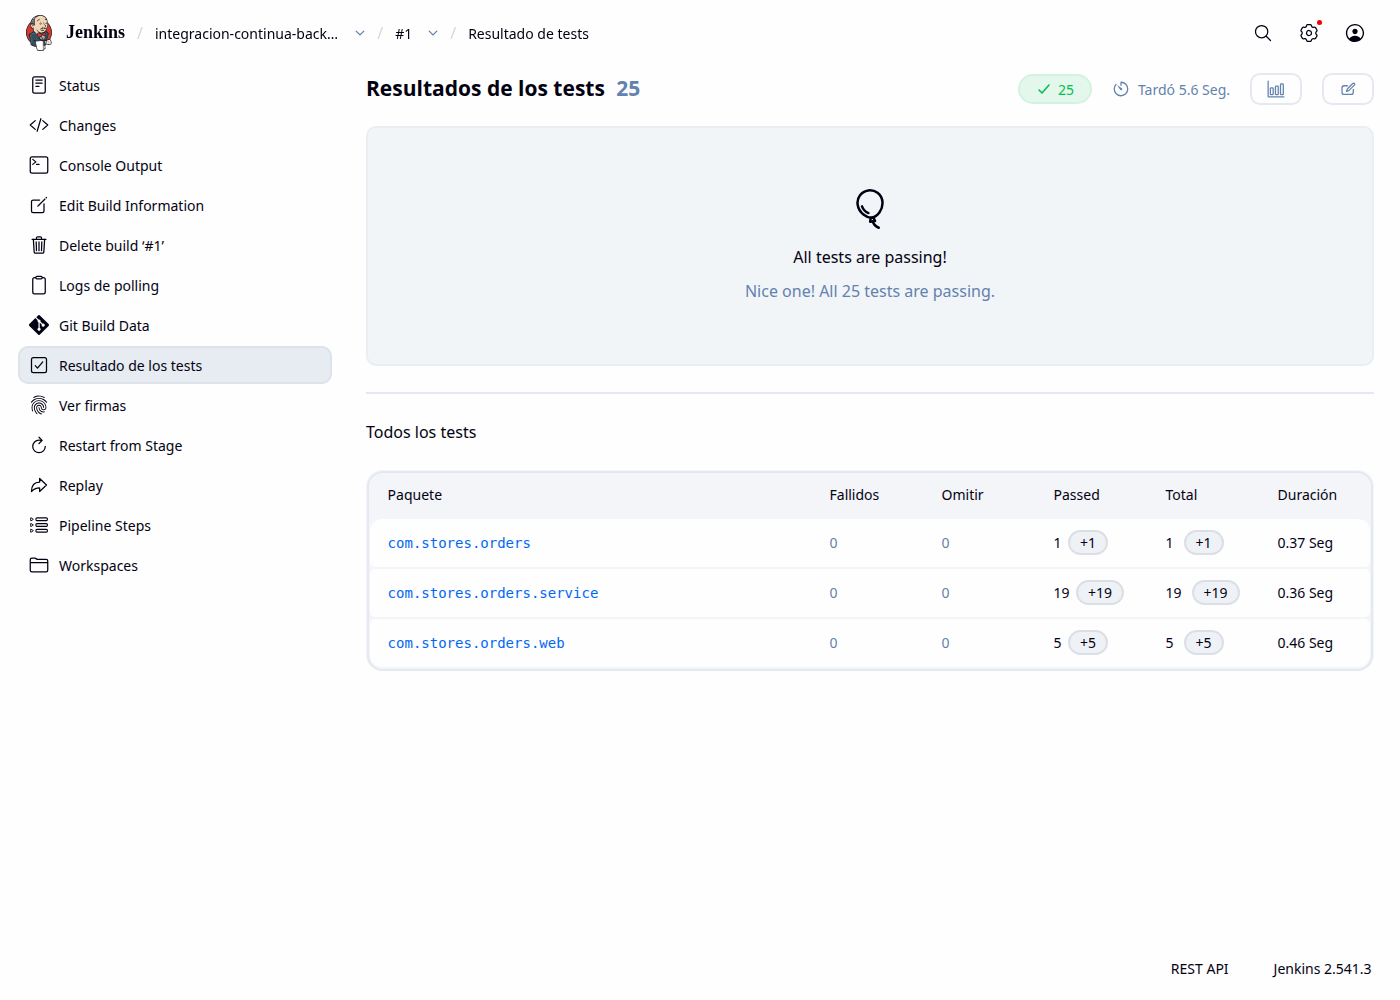 Jenkins / integracion-continua-back... / #1 / Resultado de tests
Status
Changes
Console Output
Edit Build Information
Delete build ‘#1’
Logs de polling
Git Build Data
Resultado de los tests
Ver firmas
Restart from Stage
Replay
Pipeline Steps
Workspaces
Resultados de los tests 25
25 Tardó 5.6 Seg.
All tests are passing!
Nice one! All 25 tests are passing.
Todos los tests
Paquete Fallidos Omitir Passed Total Duración
com.stores.orders 0 0 1 +1 1 +1 0.37 Seg
com.stores.orders.service 0 0 19 +19 19 +19 0.36 Seg
com.stores.orders.web 0 0 5 +5 5 +5 0.46 Seg
REST API Jenkins 2.541.3